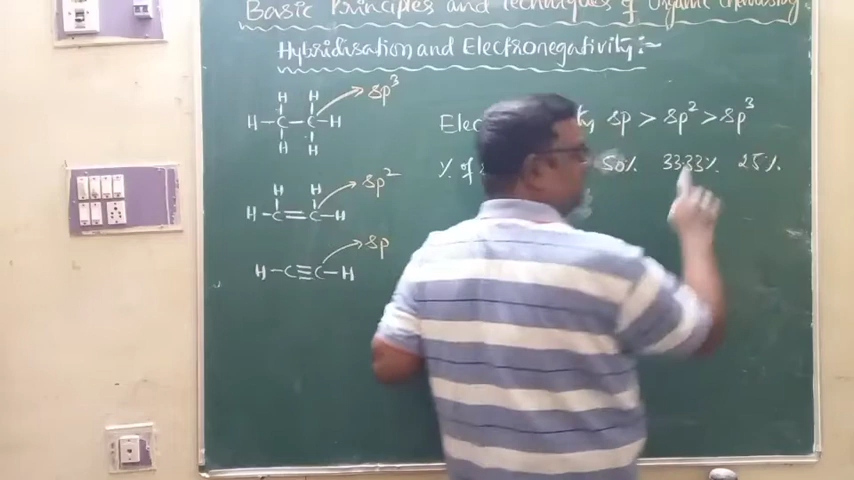 Basic Principles and Techniques of Organic Chemistry
Hybridisation and Electronegativity:-
H H sp3
H-C-C-H
H H
H H sp2
H-C=C-H
sp
H-C≡C-H
sp > sp2 > sp3
% of 50% 33.33% 25%